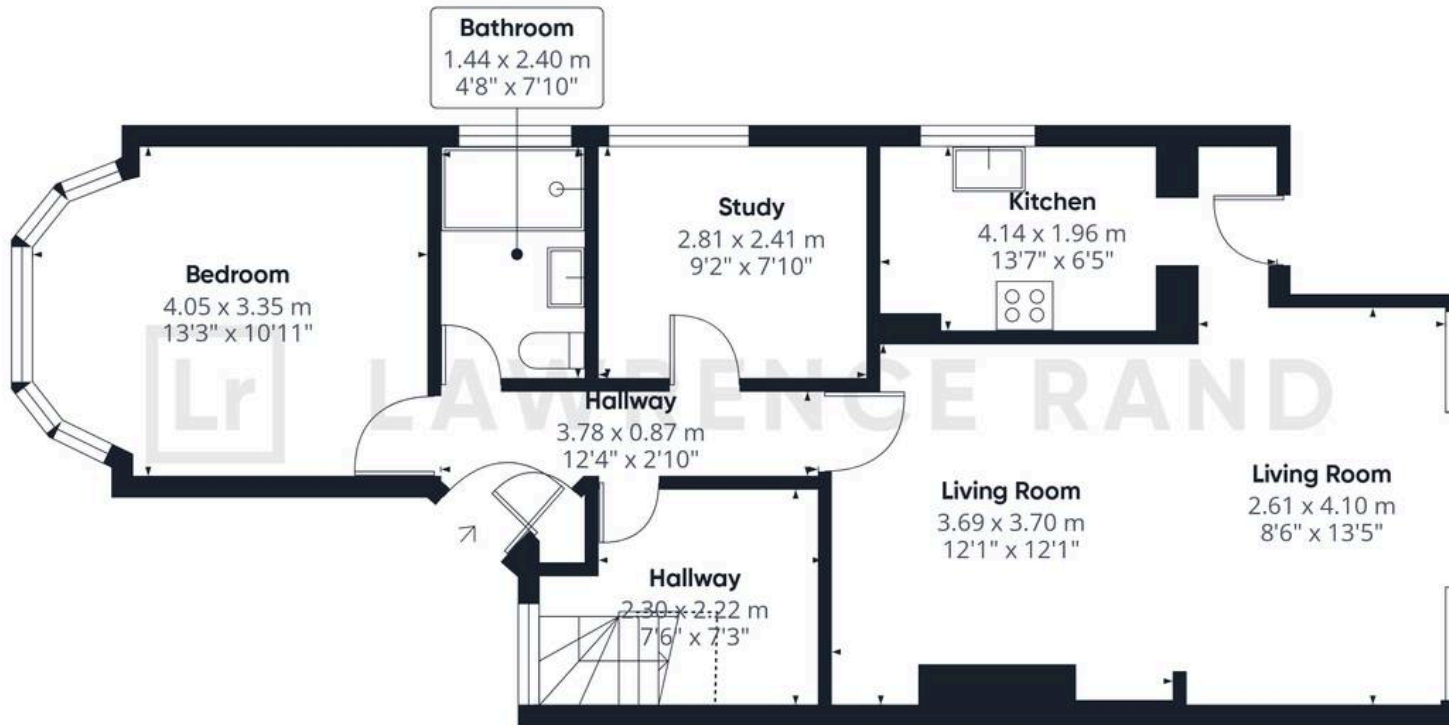 Bathroom
1.44 x 2.40 m
4'8" x 7'10"
Bedroom
4.05 x 3.35 m
13'3" x 10'11"
Study
2.81 x 2.41 m
9'2" x 7'10"
Kitchen
4.14 x 1.96 m
13'7" x 6'5"
Lr LAWRENCE RAND
Hallway
3.78 x 0.87 m
12'4" x 2'10"
Living Room
3.69 x 3.70 m
12'1" x 12'1"
Living Room
2.61 x 4.10 m
8'6" x 13'5"
Hallway
2.30 x 2.22 m
7'6" x 7'3"